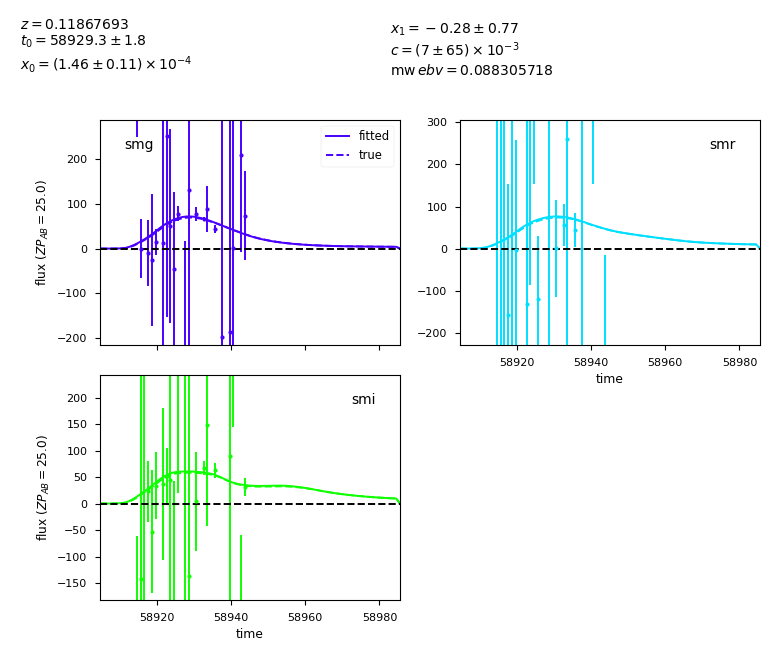 z = 0.11867693
t₀ = 58929.3 ± 1.8
x₀ = (1.46 ± 0.11) × 10⁻⁴
x₁ = −0.28 ± 0.77
c = (7 ± 65) × 10⁻³
mw ebv = 0.088305718
smg
fitted
true
flux (ZP_AB = 25.0)
200
100
0
−100
−200
smr
300
200
100
0
−100
−200
58920 58940 58960 58980
time
smi
flux (ZP_AB = 25.0)
200
150
100
50
0
−50
−100
−150
58920 58940 58960 58980
time